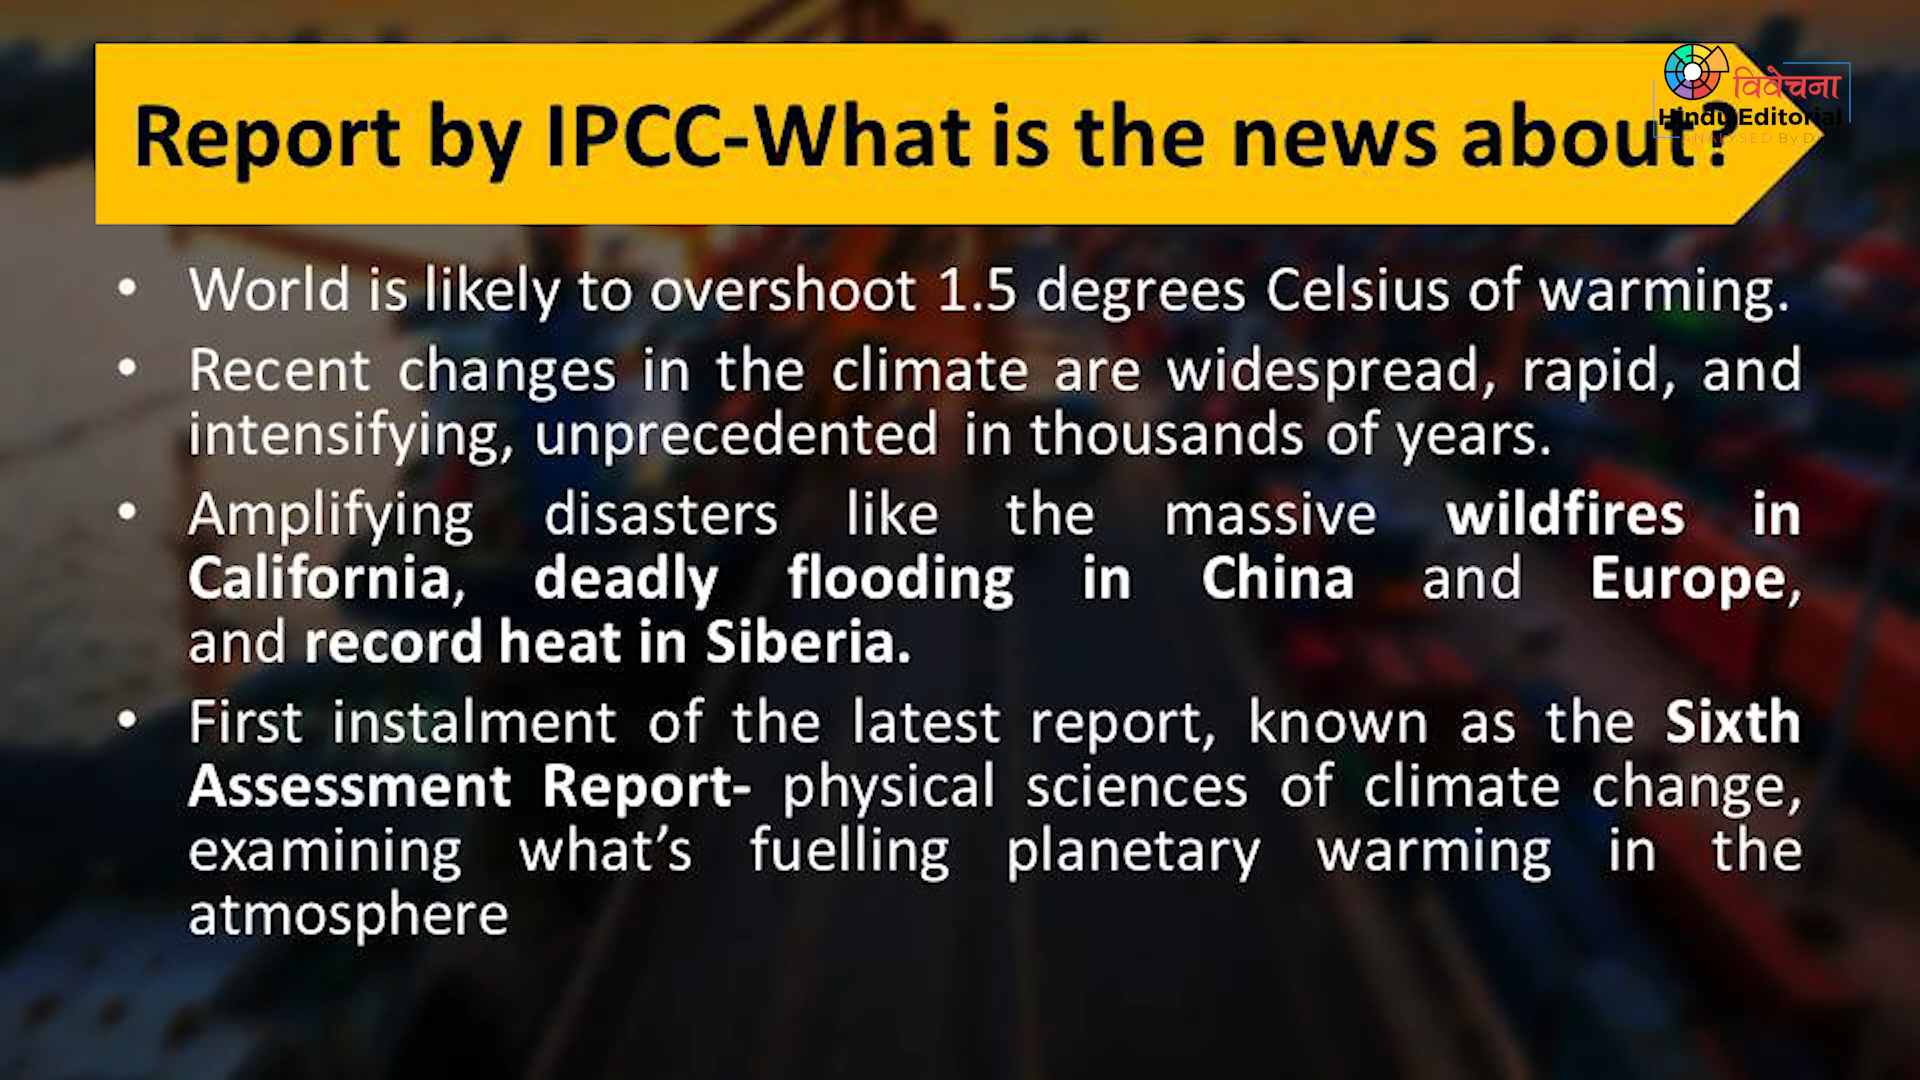 Report by IPCC-What is the news about?
विवेचना
Hindu Editorial
• World is likely to overshoot 1.5 degrees Celsius of warming.
• Recent changes in the climate are widespread, rapid, and
intensifying, unprecedented in thousands of years.
• Amplifying disasters like the massive wildfires in
California, deadly flooding in China and Europe,
and record heat in Siberia.
• First instalment of the latest report, known as the Sixth
Assessment Report- physical sciences of climate change,
examining what’s fuelling planetary warming in the
atmosphere